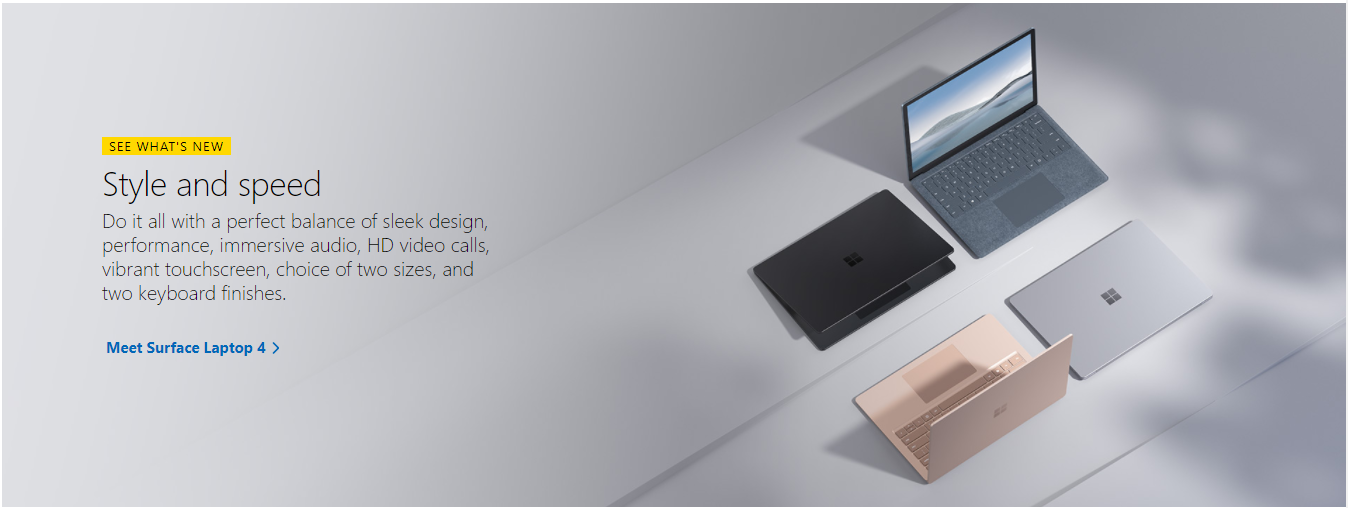 SEE WHAT'S NEW
Style and speed
Do it all with a perfect balance of sleek design,
performance, immersive audio, HD video calls,
vibrant touchscreen, choice of two sizes, and
two keyboard finishes.
Meet Surface Laptop 4 >